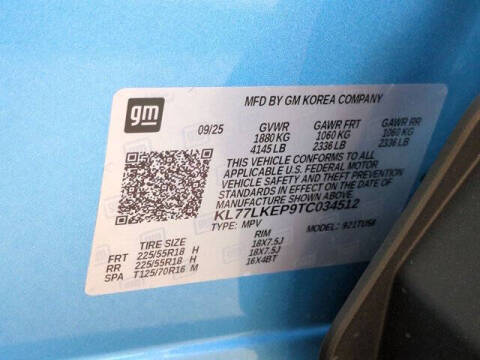 gm
MFD BY GM KOREA COMPANY
09/25 GVWR GAWR FRT GAWR RR
1880 KG 1060 KG 1060 KG
4145 LB 2336 LB 2336 LB
THIS VEHICLE CONFORMS TO ALL
APPLICABLE U.S. FEDERAL MOTOR
VEHICLE SAFETY AND THEFT PREVENTION
STANDARDS IN EFFECT ON THE DATE OF
MANUFACTURE SHOWN ABOVE.
KL77LKEP9TC034512
TYPE: MPV MODEL:
TIRE SIZE RIM
FRT 225/55R18 H 18X7.5J
RR 225/55R18 H 18X7.5J
SPA T125/70R16 M 16X4BT